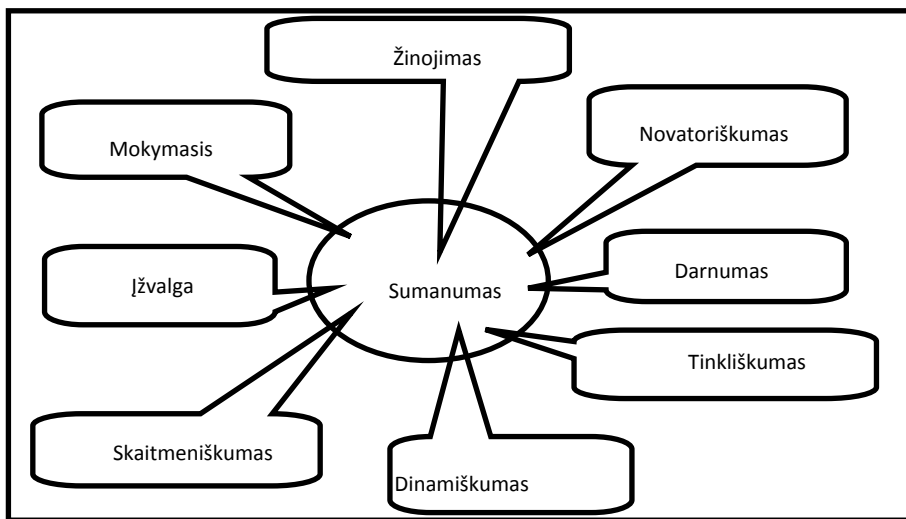 Žinojimas
Novatoriškumas
Mokymasis
Darnumas
Įžvalga
Sumanumas
Tinkliškumas
Skaitmeniškumas
Dinamiškumas